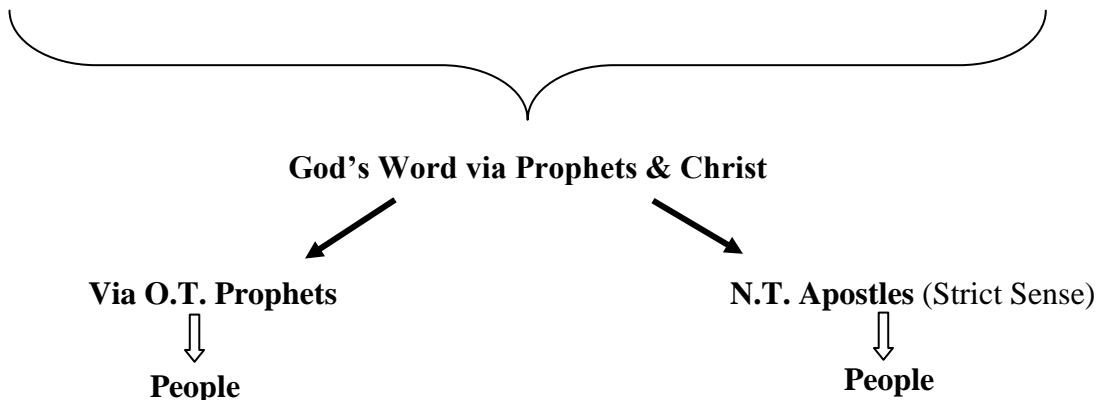 God’s Word via Prophets & Christ
Via O.T. Prophets
N.T. Apostles (Strict Sense)
People
People